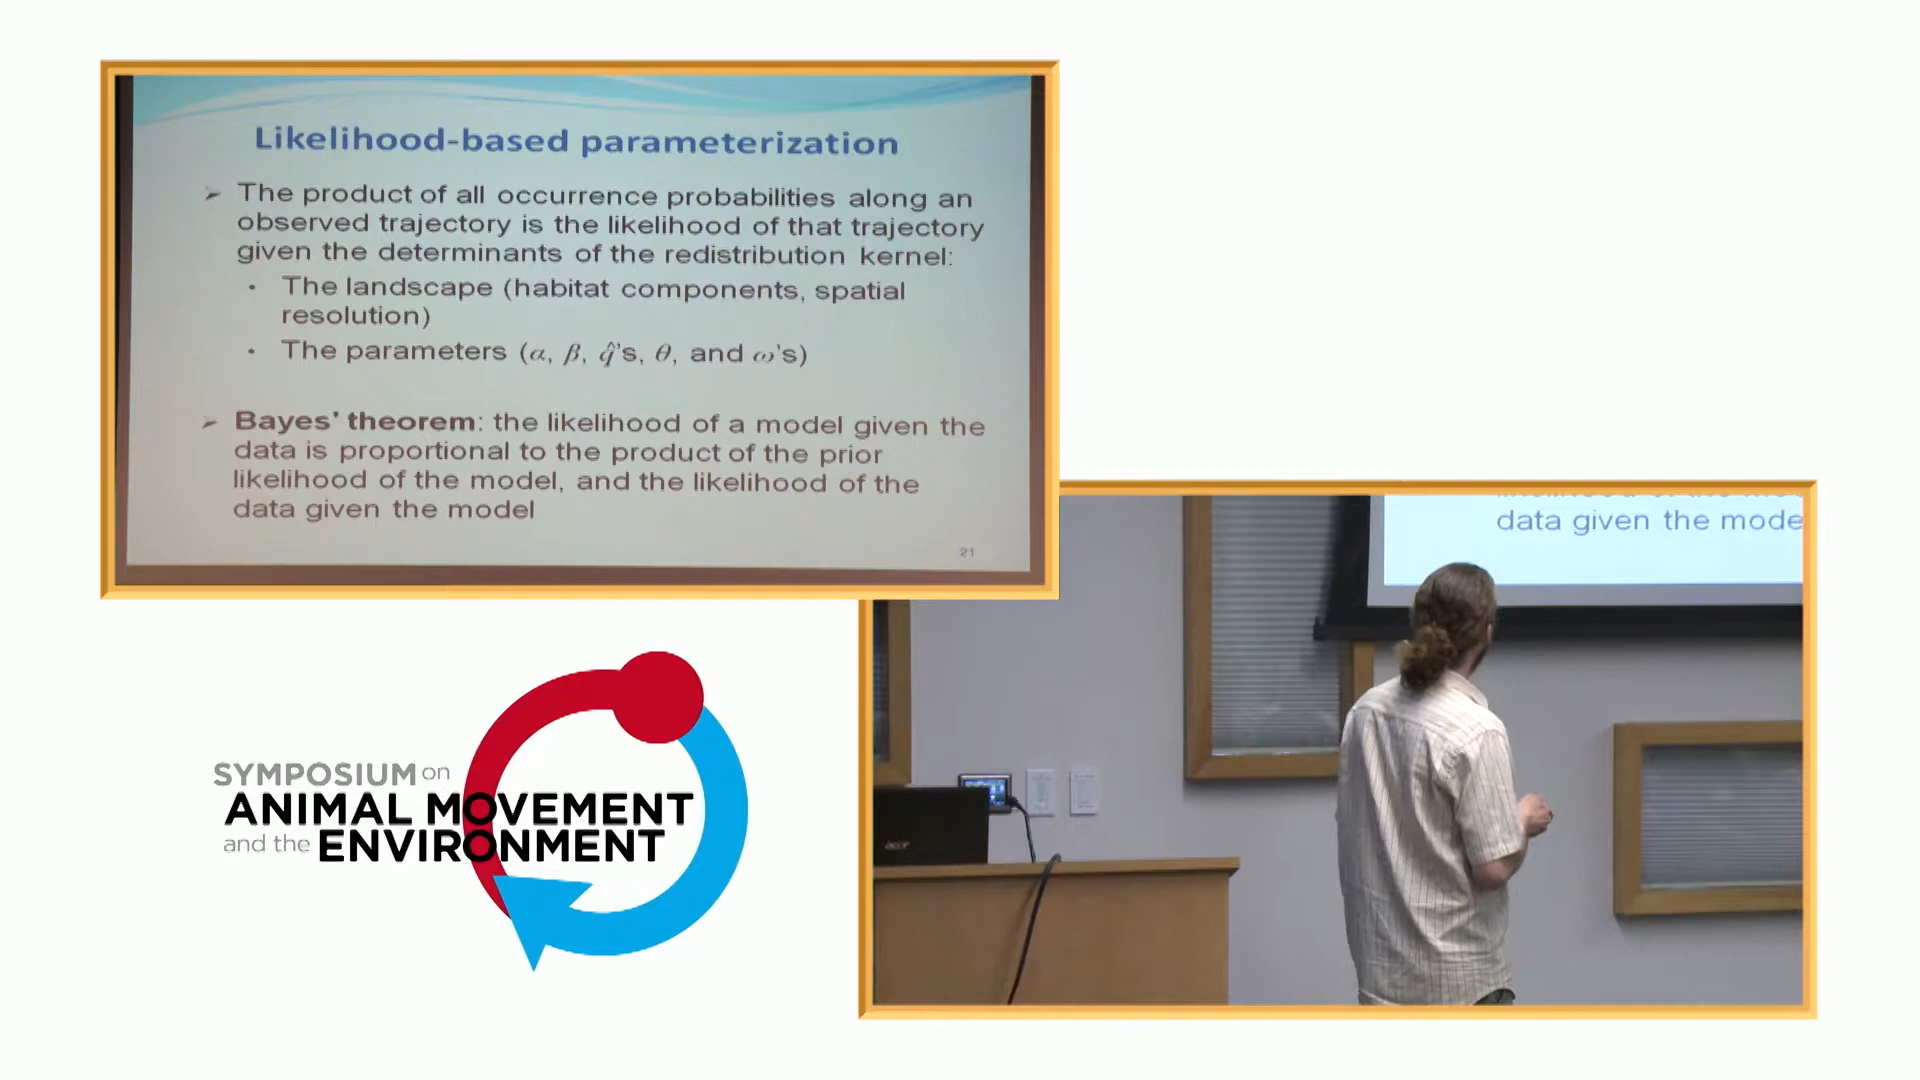 Likelihood-based parameterization
➢ The product of all occurrence probabilities along an
observed trajectory is the likelihood of that trajectory
given the determinants of the redistribution kernel:
• The landscape (habitat components, spatial
resolution)
• The parameters (α, β, q̂'s, θ, and ω's)
➢ Bayes' theorem: the likelihood of a model given the
data is proportional to the product of the prior
likelihood of the model, and the likelihood of the
data given the model
21
data given the mode
acer
SYMPOSIUM on
ANIMAL MOVEMENT
and the ENVIRONMENT